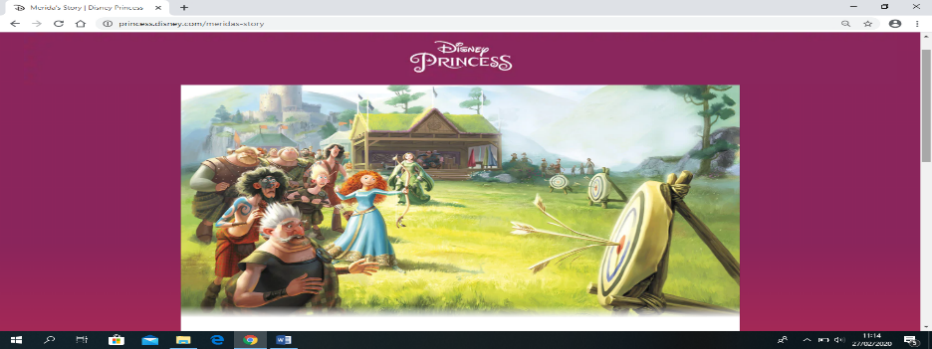 Merida's Story | Disney Princess
princess.disney.com/meridas-story
Disney
PRINCESS
11:14
27/02/2020